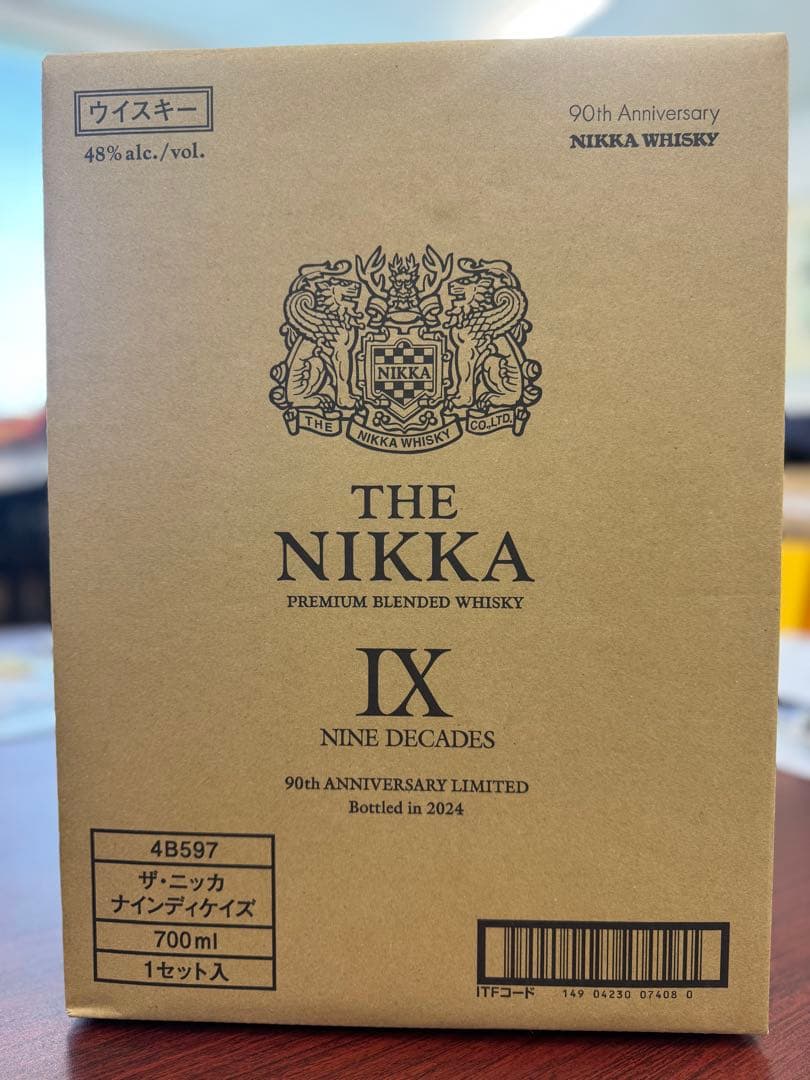 ウイスキー
48% alc./vol.
90th Anniversary
NIKKA WHISKY
NIKKA
THE NIKKA WHISKY CO.,LTD.
THE
NIKKA
PREMIUM BLENDED WHISKY
IX
NINE DECADES
90th ANNIVERSARY LIMITED
Bottled in 2024
4B597
ザ・ニッカ
ナインディケイズ
700ml
1セット入
ITFコード 149 04230 07408 0